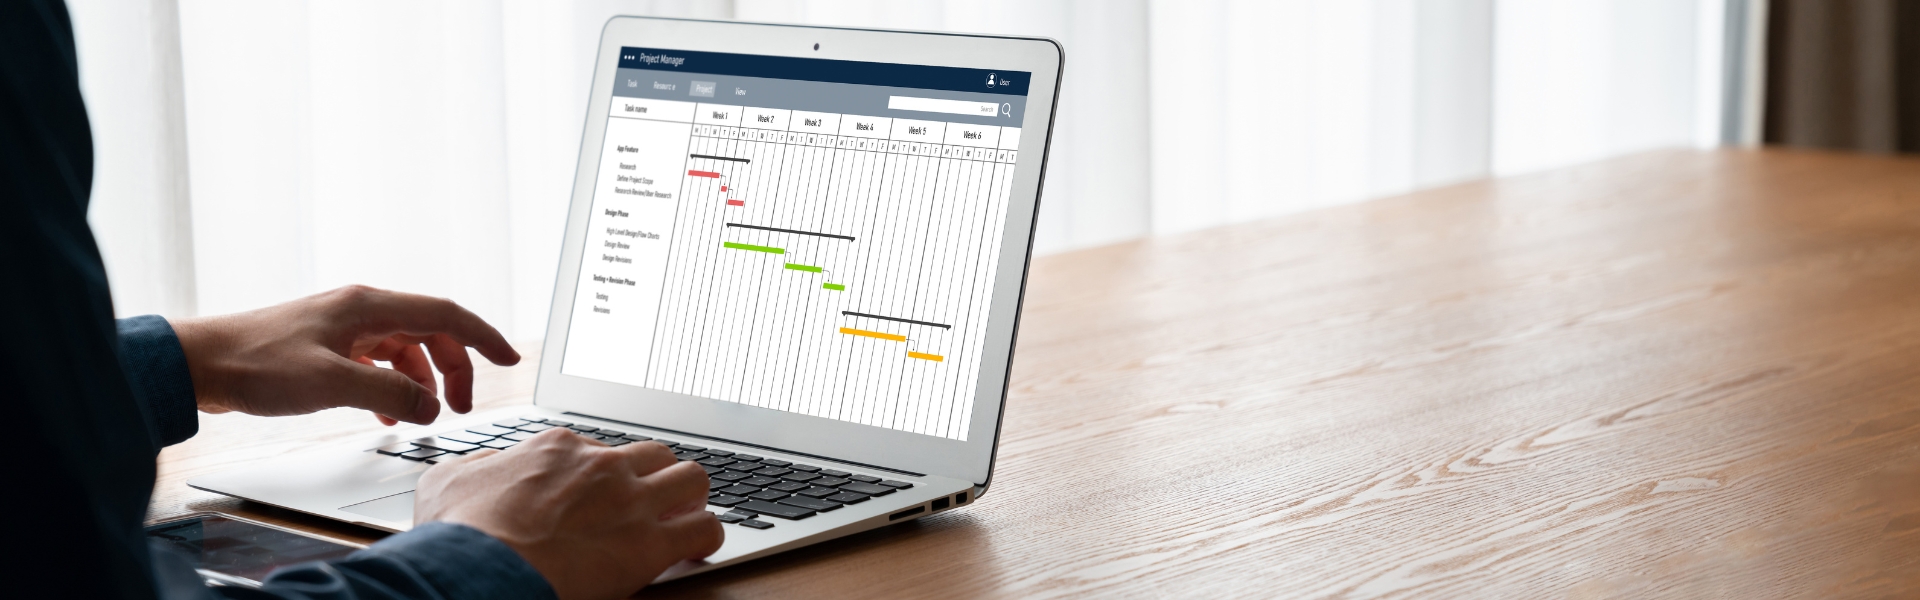 Project Manager
User
Task Resource Project View
Search
Task name Week 1 Week 2 Week 3 Week 4 Week 5 Week 6
M T W T F M T W T F M T W T F M T W T F M T W T F M T W T F M T
App Feature
Research
Define Project Scope
Research Review/User Research
Design Phase
High Level Design/Flow Charts
Design Review
Design Revisions
Testing + Revision Phase
Testing
Revisions